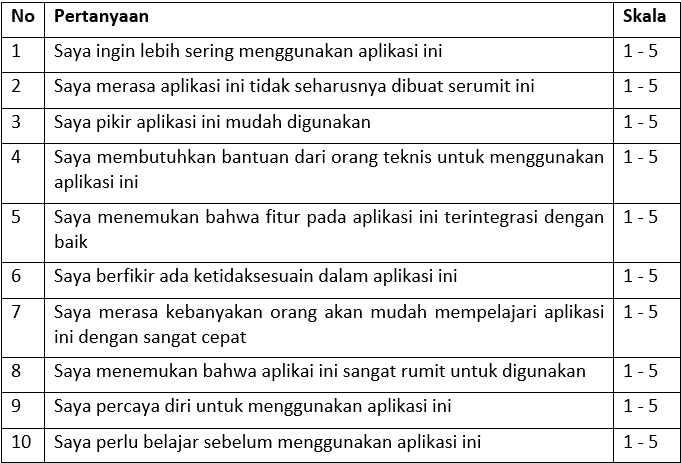 No Pertanyaan Skala
1 Saya ingin lebih sering menggunakan aplikasi ini 1 - 5
2 Saya merasa aplikasi ini tidak seharusnya dibuat serumit ini 1 - 5
3 Saya pikir aplikasi ini mudah digunakan 1 - 5
4 Saya membutuhkan bantuan dari orang teknis untuk menggunakan 1 - 5
aplikasi ini
5 Saya menemukan bahwa fitur pada aplikasi ini terintegrasi dengan 1 - 5
baik
6 Saya berfikir ada ketidaksesuain dalam aplikasi ini 1 - 5
7 Saya merasa kebanyakan orang akan mudah mempelajari aplikasi 1 - 5
ini dengan sangat cepat
8 Saya menemukan bahwa aplikai ini sangat rumit untuk digunakan 1 - 5
9 Saya percaya diri untuk menggunakan aplikasi ini 1 - 5
10 Saya perlu belajar sebelum menggunakan aplikasi ini 1 - 5